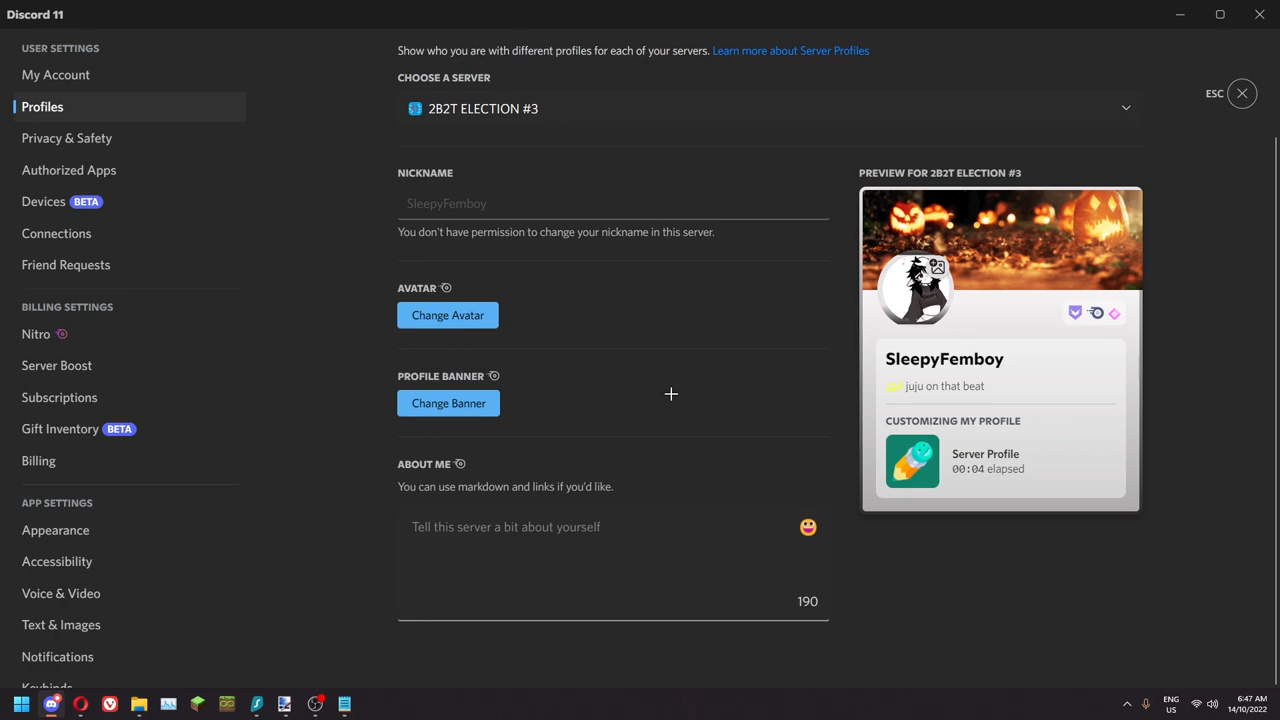 Discord 11
USER SETTINGS
My Account
Profiles
Privacy & Safety
Authorized Apps
Devices BETA
Connections
Friend Requests
BILLING SETTINGS
Nitro
Server Boost
Subscriptions
Gift Inventory BETA
Billing
APP SETTINGS
Appearance
Accessibility
Voice & Video
Text & Images
Notifications
Keybinds
Show who you are with different profiles for each of your servers. Learn more about Server Profiles
CHOOSE A SERVER
2B2T ELECTION #3
ESC
NICKNAME
SleepyFemboy
You don't have permission to change your nickname in this server.
AVATAR
Change Avatar
PROFILE BANNER
Change Banner
ABOUT ME
You can use markdown and links if you'd like.
Tell this server a bit about yourself
190
PREVIEW FOR 2B2T ELECTION #3
SleepyFemboy
juju on that beat
CUSTOMIZING MY PROFILE
Server Profile
00:04 elapsed
ENG
US
6:47 AM
14/10/2022